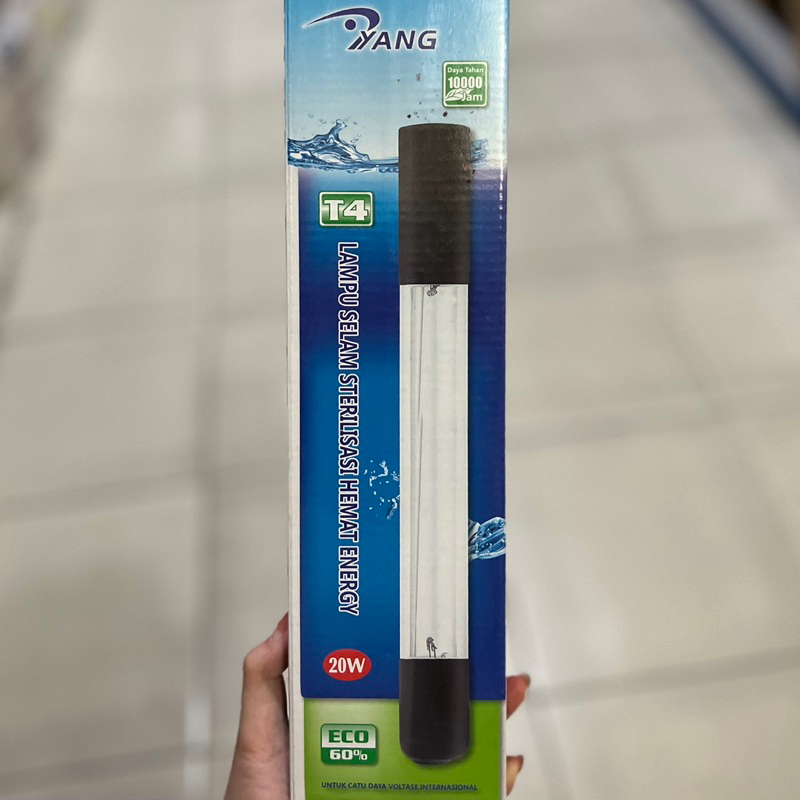 YANG
Daya Tahan
10000
Jam
T4
LAMPU SELAM STERILISASI HEMAT ENERGY
20W
ECO
60%
UNTUK CATU DAYA VOLTASE INTERNASIONAL